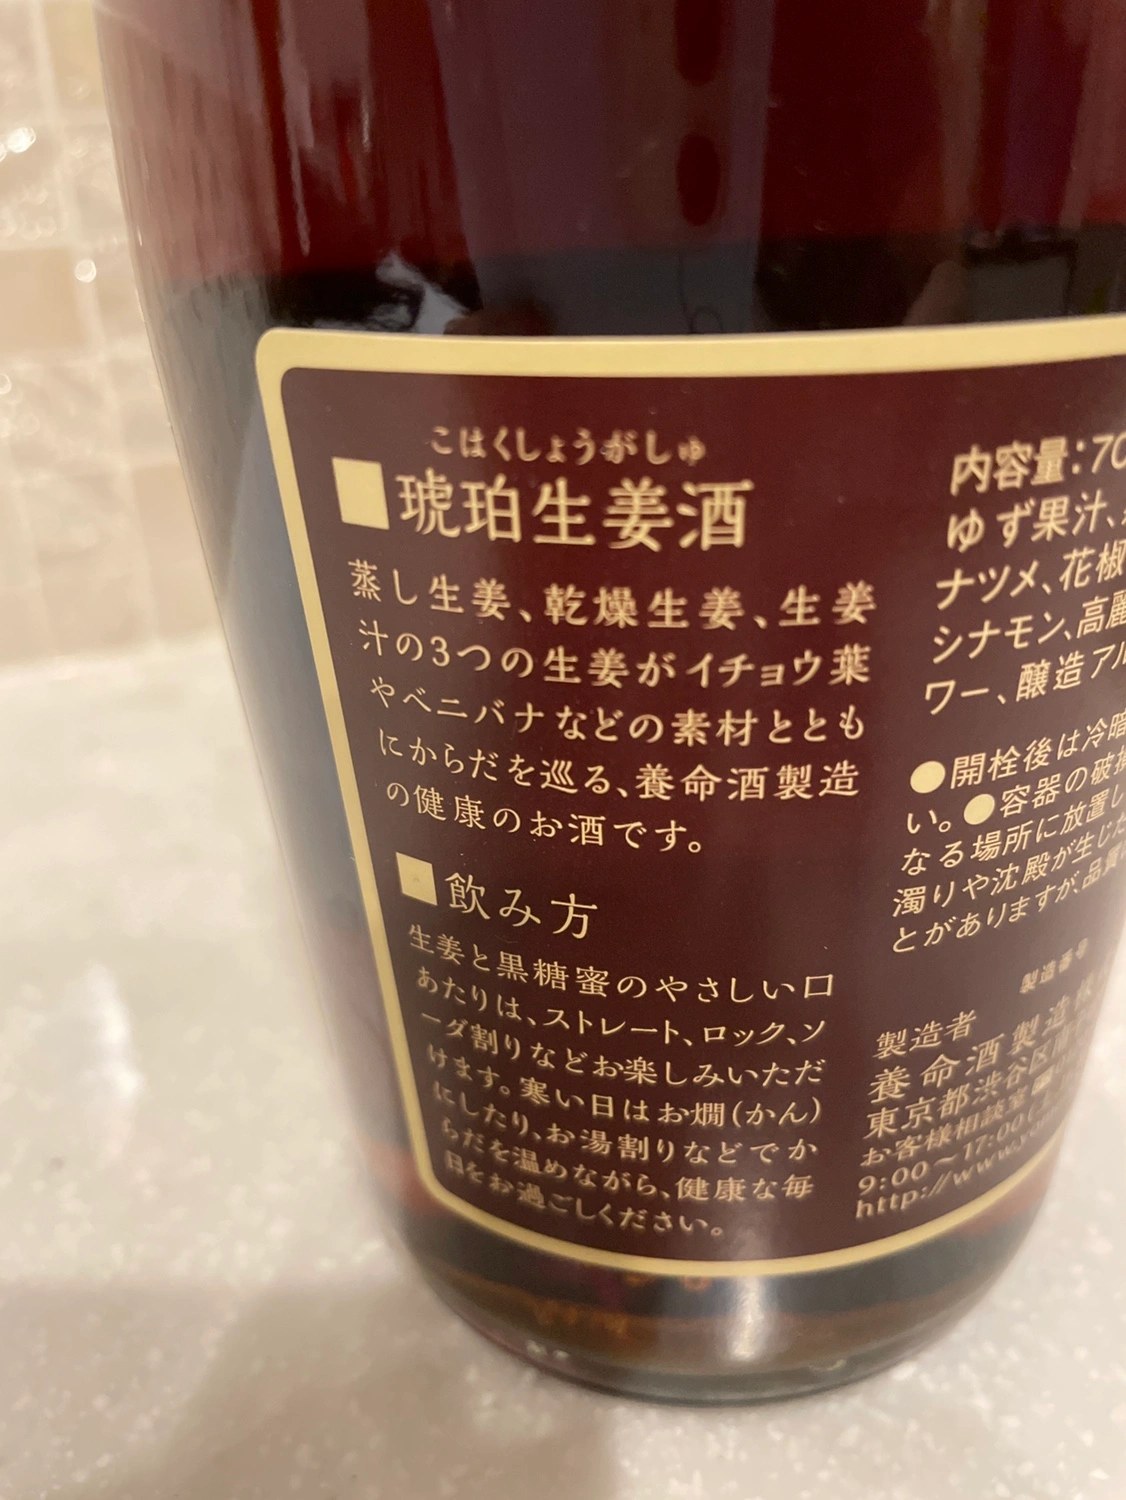 こはくしょうがしゅ
■琥珀生姜酒
蒸し生姜、乾燥生姜、生姜
汁の3つの生姜がイチョウ葉
やベニバナなどの素材ととも
にからだを巡る、養命酒製造
の健康のお酒です。
■飲み方
生姜と黒糖蜜のやさしい口
あたりは、ストレート、ロック、ソ
ーダ割りなどお楽しみいただ
けます。寒い日はお燗(かん)
にしたり、お湯割りなどでか
らだを温めながら、健康な毎
日をお過ごしください。
内容量:70
ゆず果汁、
ナツメ、花椒
シナモン、高麗
ワー、醸造アル
●開栓後は冷暗
い。●容器の破損
なる場所に放置し
濁りや沈殿が生じた
とがありますが、品質
製造番号
製造者
養命酒製造株
東京都渋谷区南
お客様相談室
9:00〜17:00(土
http://www.yo